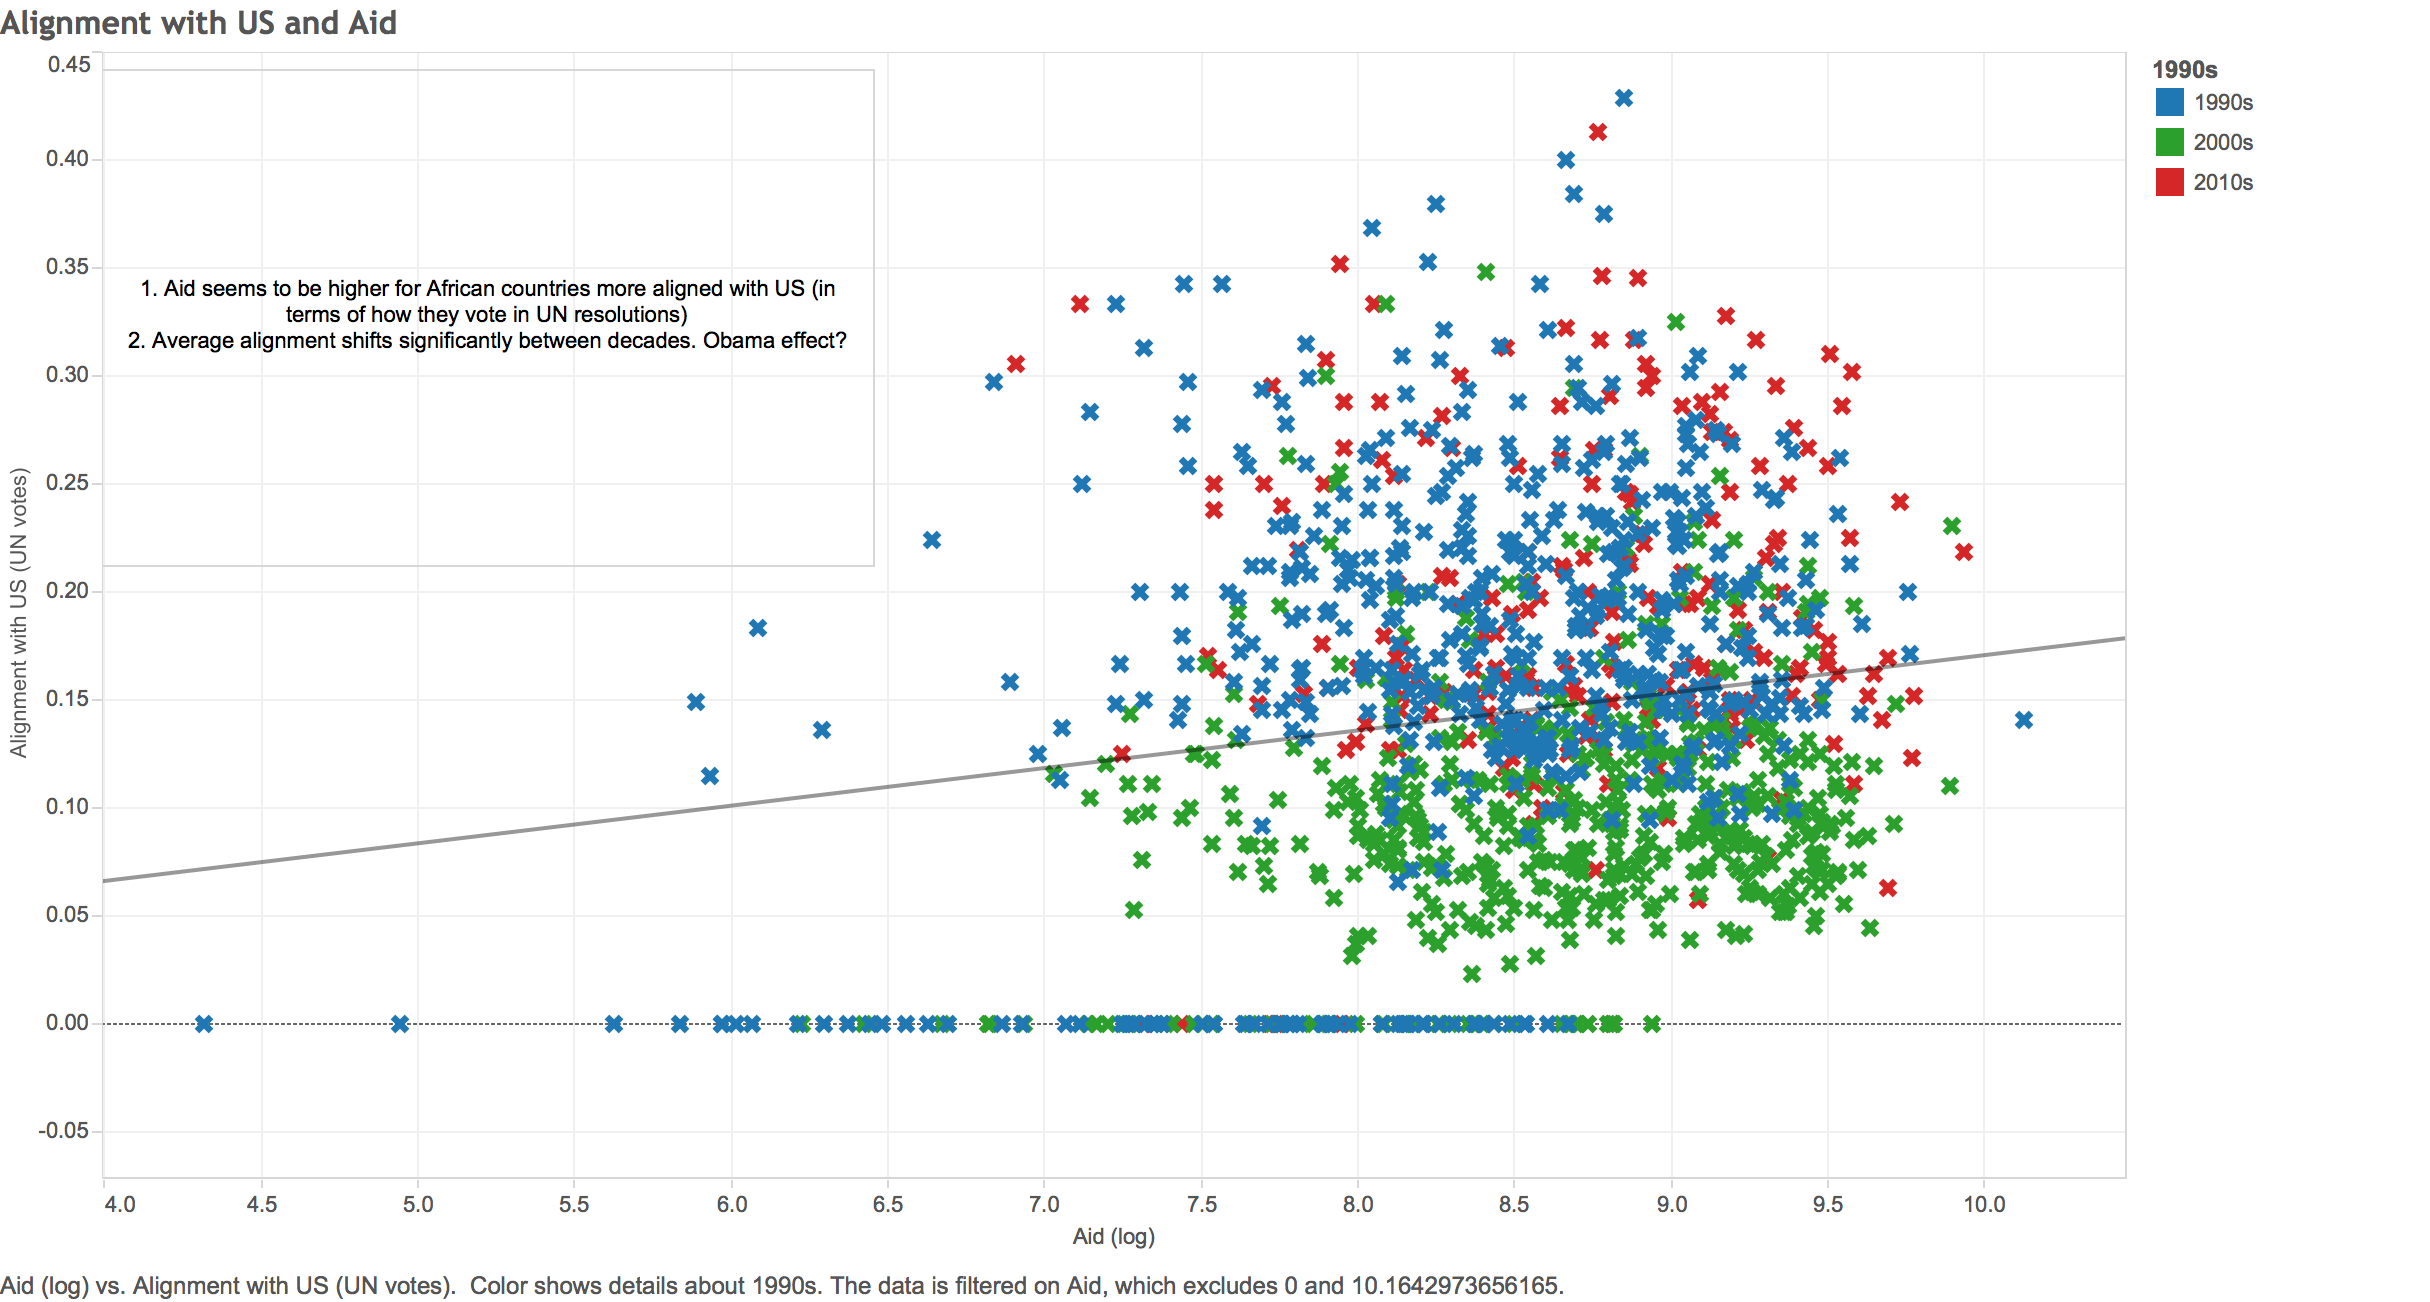 Alignment with US and Aid
0.45
0.40
0.35
0.30
0.25
0.20
0.15
0.10
0.05
0.00
-0.05
Alignment with US (UN votes)
1. Aid seems to be higher for African countries more aligned with US (in
terms of how they vote in UN resolutions)
2. Average alignment shifts significantly between decades. Obama effect?
4.0 4.5 5.0 5.5 6.0 6.5 7.0 7.5 8.0 8.5 9.0 9.5 10.0
Aid (log)
1990s
1990s
2000s
2010s
Aid (log) vs. Alignment with US (UN votes).  Color shows details about 1990s. The data is filtered on Aid, which excludes 0 and 10.1642973656165.